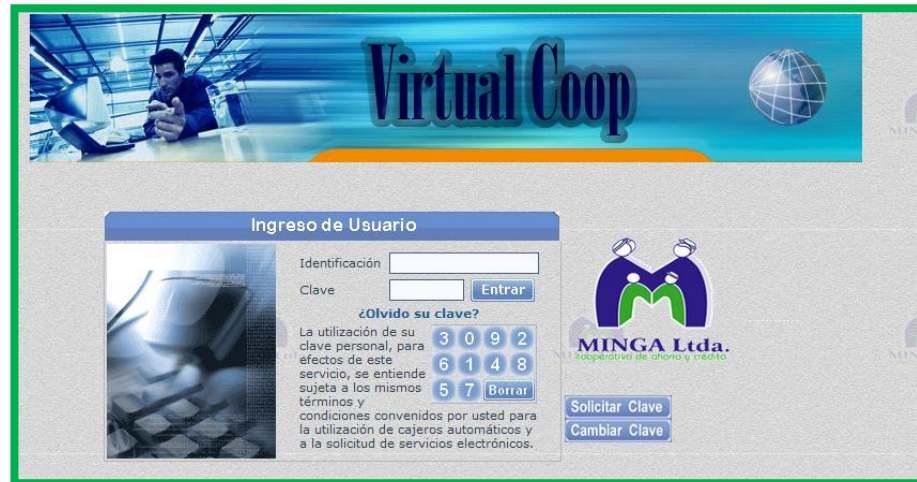 Virtual Coop
Ingreso de Usuario
Identificación
Clave
Entrar
¿Olvido su clave?
La utilización de su
clave personal, para
efectos de este
servicio, se entiende
sujeta a los mismos
términos y
condiciones convenidos por usted para
la utilización de cajeros automáticos y
a la solicitud de servicios electrónicos.
3 0 9 2
6 1 4 8
5 7 Borrar
MINGA Ltda.
cooperativa de ahorro y crédito
Solicitar Clave
Cambiar Clave